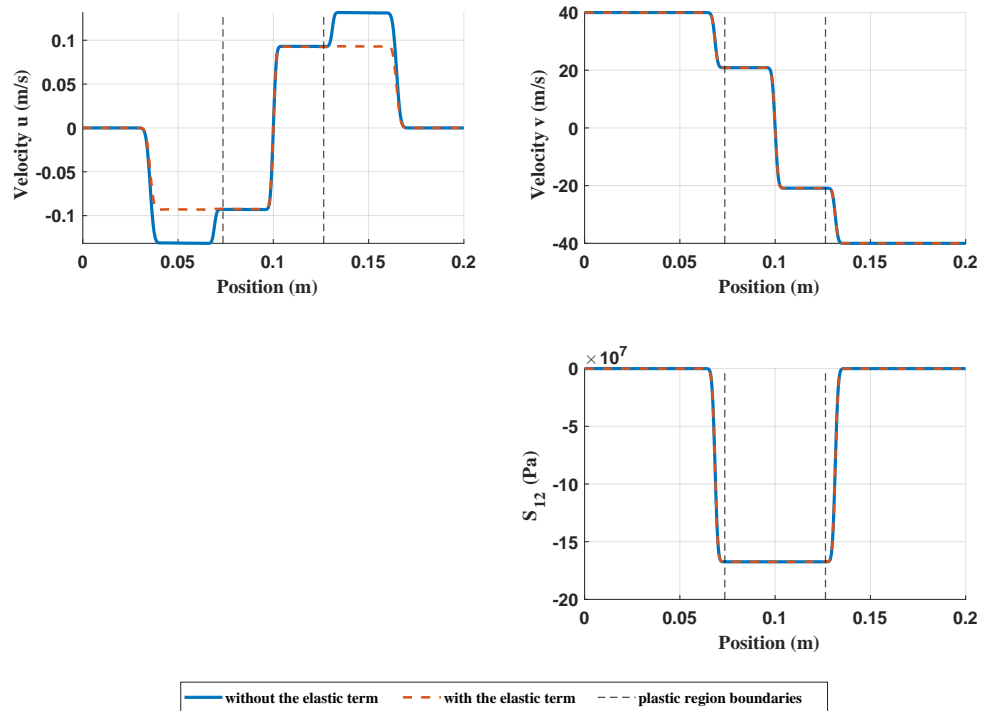 Velocity u (m/s)
0.1
0.05
0
-0.05
-0.1
0 0.05 0.1 0.15 0.2
Position (m)
Velocity v (m/s)
40
20
0
-20
-40
0 0.05 0.1 0.15 0.2
Position (m)
× 10^7
S_12 (Pa)
0
-5
-10
-15
-20
0 0.05 0.1 0.15 0.2
Position (m)
without the elastic term with the elastic term plastic region boundaries